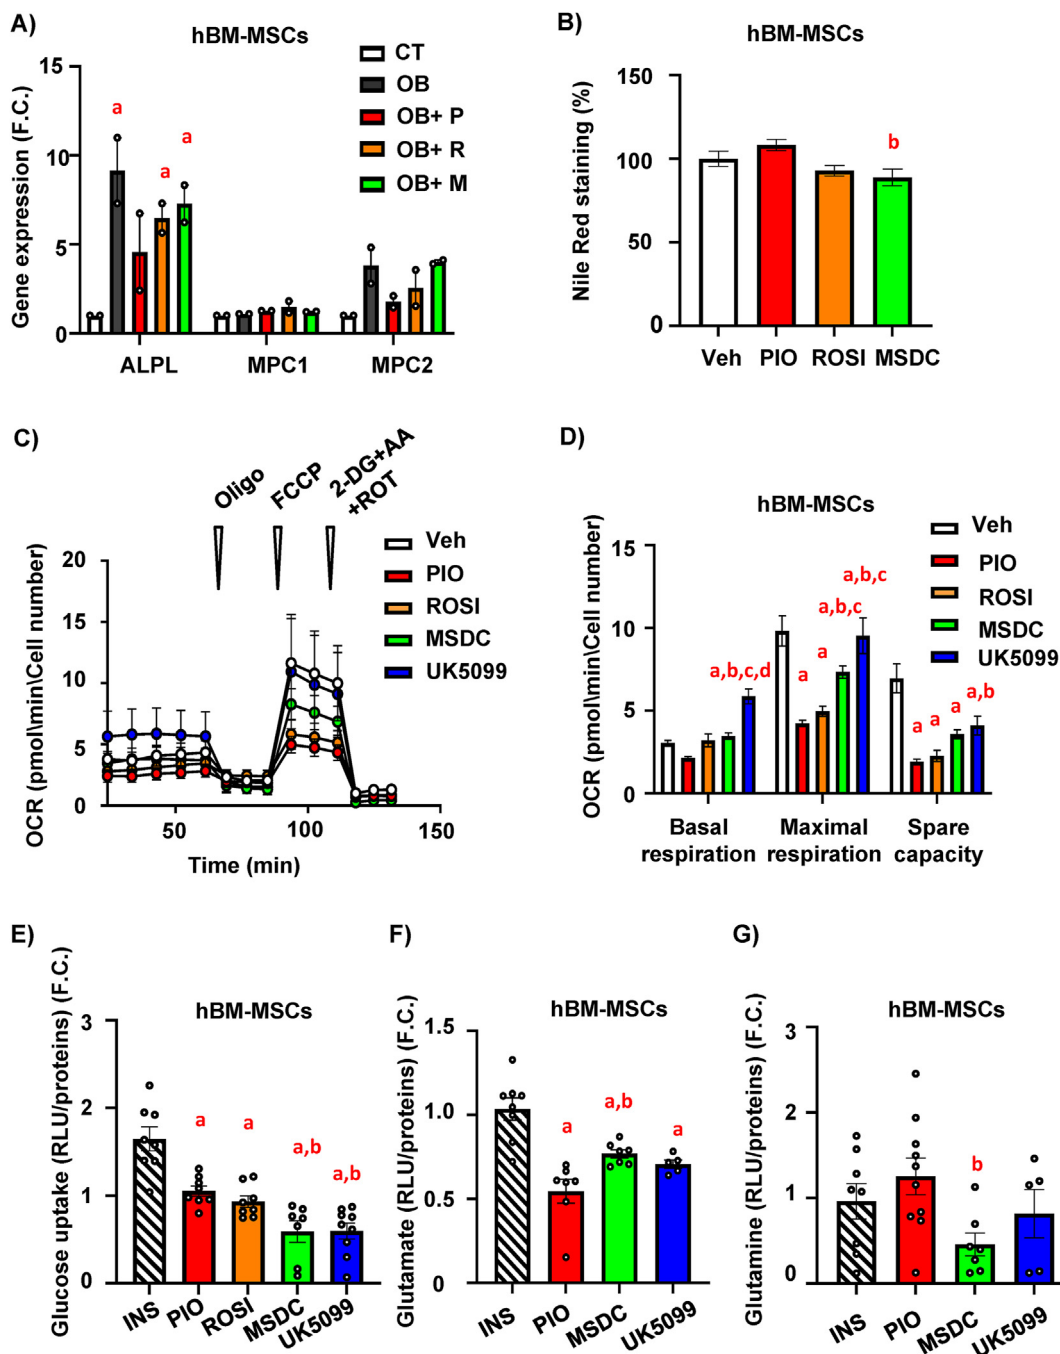 A)
hBM-MSCs
Gene expression (F.C.)
15
10
5
0
CT
OB
OB+ P
OB+ R
OB+ M
a
a
a
ALPL
MPC1
MPC2
B)
hBM-MSCs
Nile Red staining (%)
150
100
50
0
b
Veh
PIO
ROSI
MSDC
C)
Oligo
FCCP
2-DG+AA
+ROT
OCR (pmol\min\Cell number)
20
15
10
5
0
Veh
PIO
ROSI
MSDC
UK5099
50
100
150
Time (min)
D)
hBM-MSCs
OCR (pmol\min\Cell number)
15
10
5
0
Veh
PIO
ROSI
MSDC
UK5099
a,b,c,d
a
a
a,b,c
a,b,c
a
a
a
a,b
Basal
respiration
Maximal
respiration
Spare
capacity
E)
hBM-MSCs
Glucose uptake (RLU/proteins) (F.C.)
3
2
1
0
a
a
a,b
a,b
INS
PIO
ROSI
MSDC
UK5099
F)
hBM-MSCs
Glutamate (RLU/proteins) (F.C.)
1.5
1.0
0.5
0
a
a,b
a
INS
PIO
MSDC
UK5099
G)
hBM-MSCs
Glutamine (RLU/proteins) (F.C.)
3
2
1
0
b
INS
PIO
MSDC
UK5099